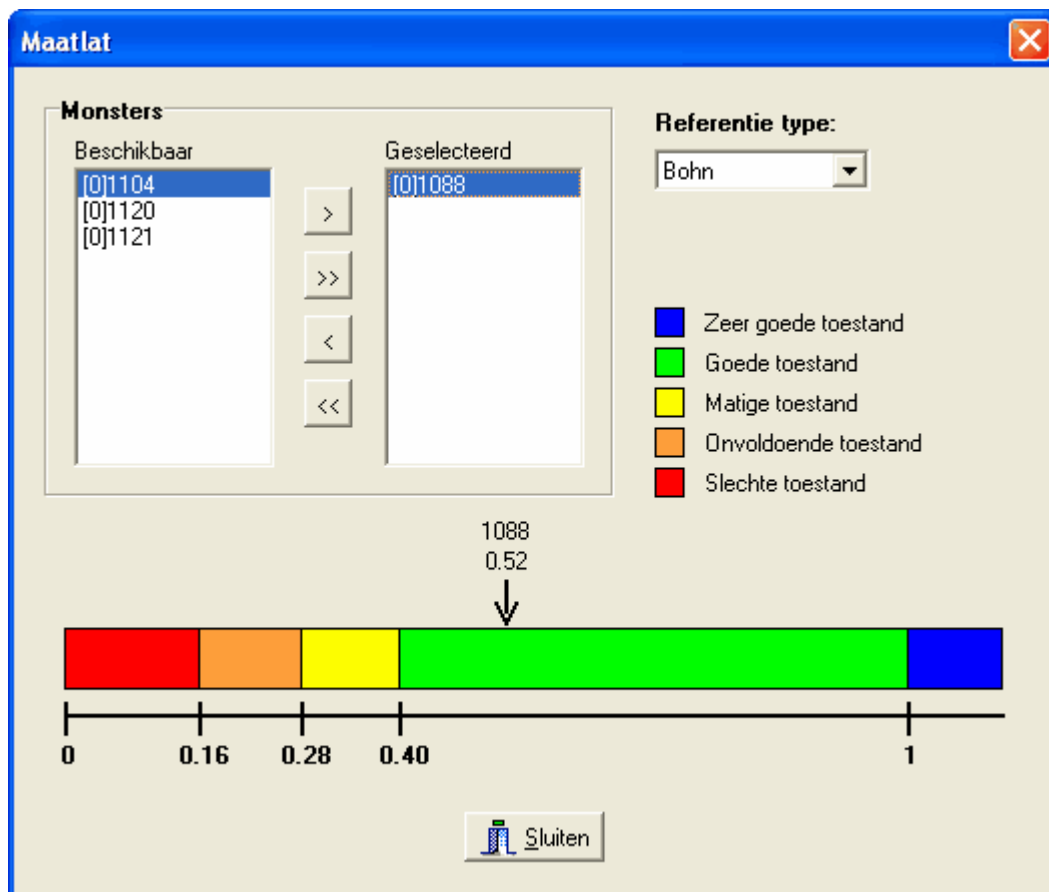 Maatlat
Monsters
Beschikbaar
[0]1104
[0]1120
[0]1121
>
>>
<
<<
Geselecteerd
[0]1088
Referentie type:
Bohn
Zeer goede toestand
Goede toestand
Matige toestand
Onvoldoende toestand
Slechte toestand
1088
0.52
0 0.16 0.28 0.40 1
Sluiten